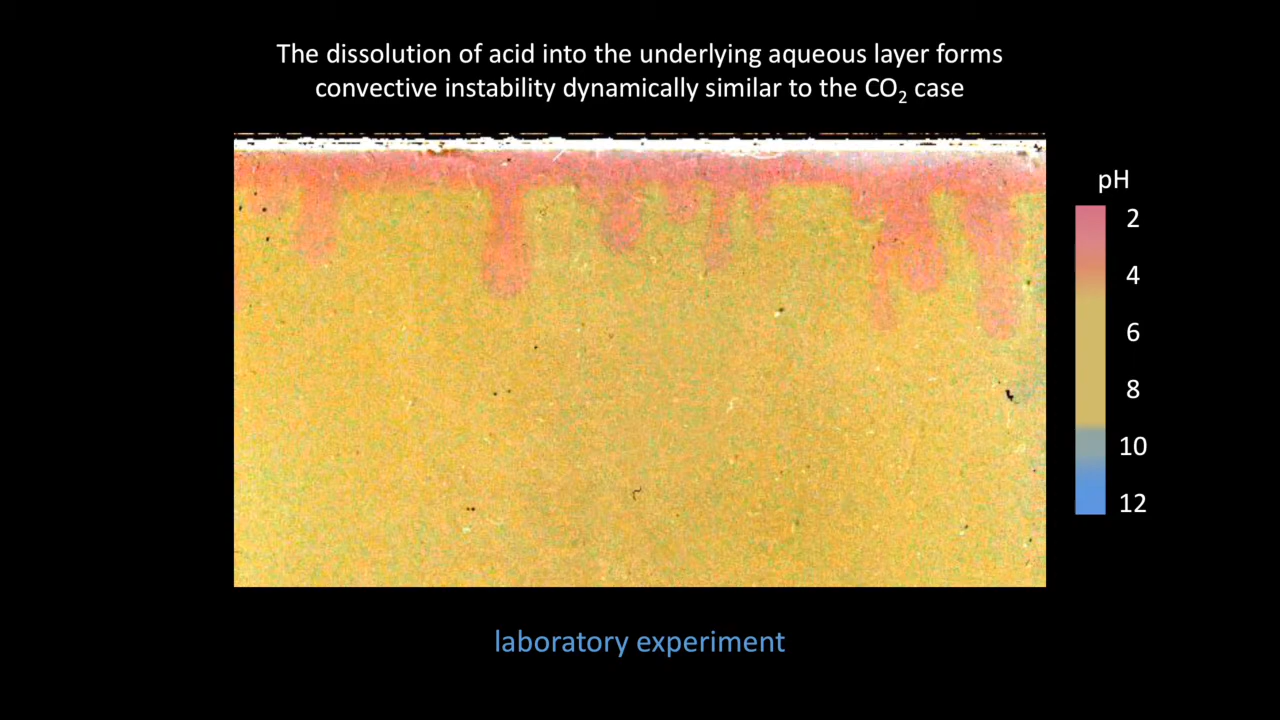 The dissolution of acid into the underlying aqueous layer forms
convective instability dynamically similar to the CO₂ case
pH
2
4
6
8
10
12
laboratory experiment